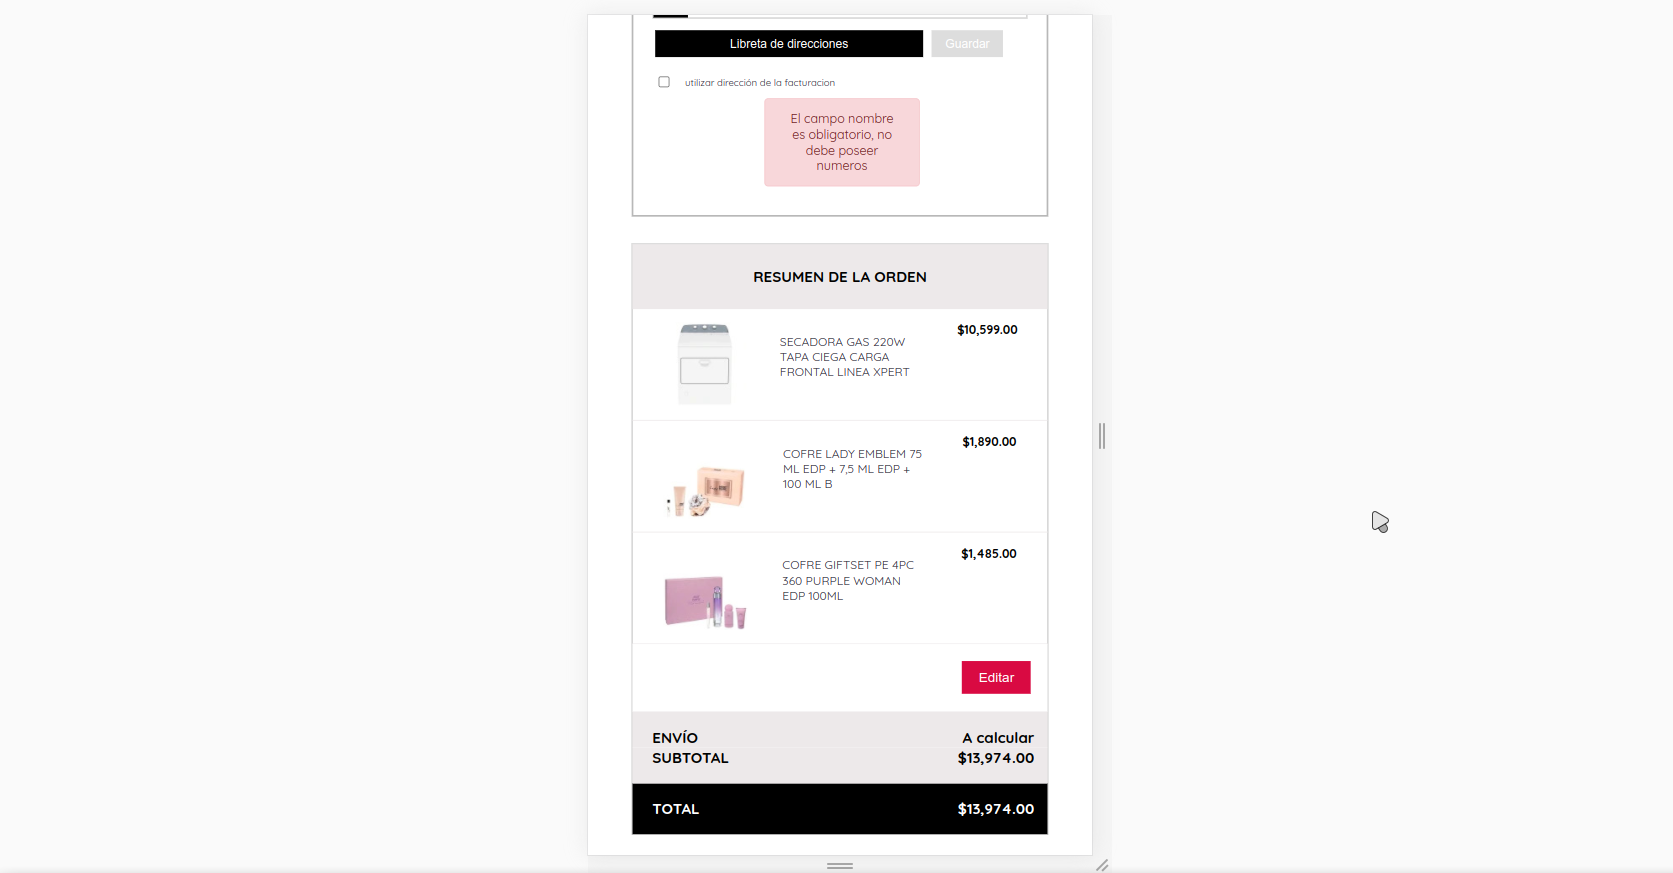 Libreta de direcciones Guardar
utilizar dirección de la facturacion
El campo nombre
es obligatorio, no
debe poseer
numeros
RESUMEN DE LA ORDEN
SECADORA GAS 220W
TAPA CIEGA CARGA
FRONTAL LINEA XPERT
$10,599.00
COFRE LADY EMBLEM 75
ML EDP + 7,5 ML EDP +
100 ML B
$1,890.00
COFRE GIFTSET PE 4PC
360 PURPLE WOMAN
EDP 100ML
$1,485.00
Editar
ENVÍO A calcular
SUBTOTAL $13,974.00
TOTAL $13,974.00